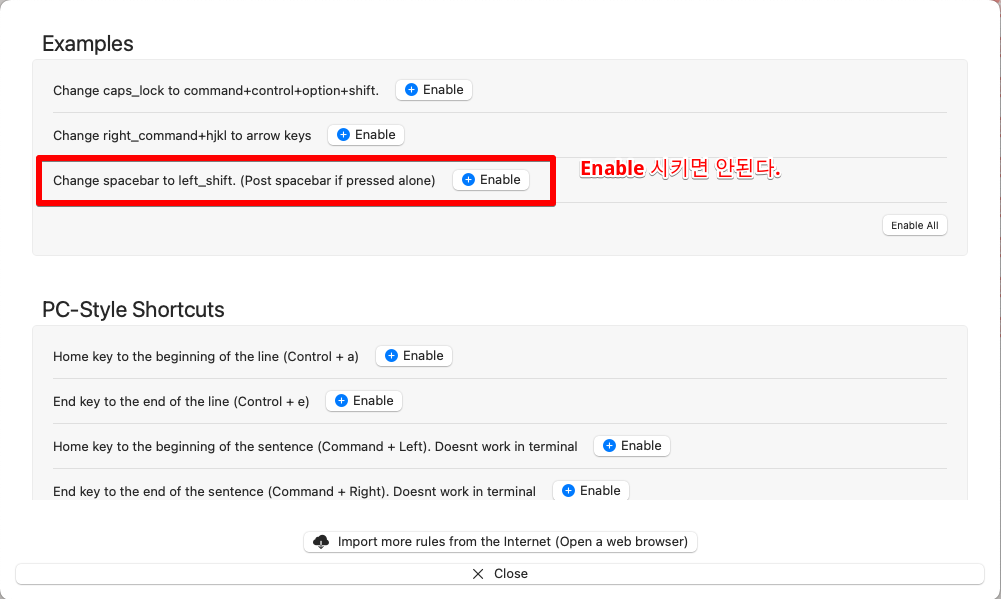 Examples
Change caps_lock to command+control+option+shift. Enable
Change right_command+hjkl to arrow keys Enable
Change spacebar to left_shift. (Post spacebar if pressed alone) Enable
Enable 시키면 안된다.
Enable All
PC-Style Shortcuts
Home key to the beginning of the line (Control + a) Enable
End key to the end of the line (Control + e) Enable
Home key to the beginning of the sentence (Command + Left). Doesnt work in terminal Enable
End key to the end of the sentence (Command + Right). Doesnt work in terminal Enable
Import more rules from the Internet (Open a web browser)
Close